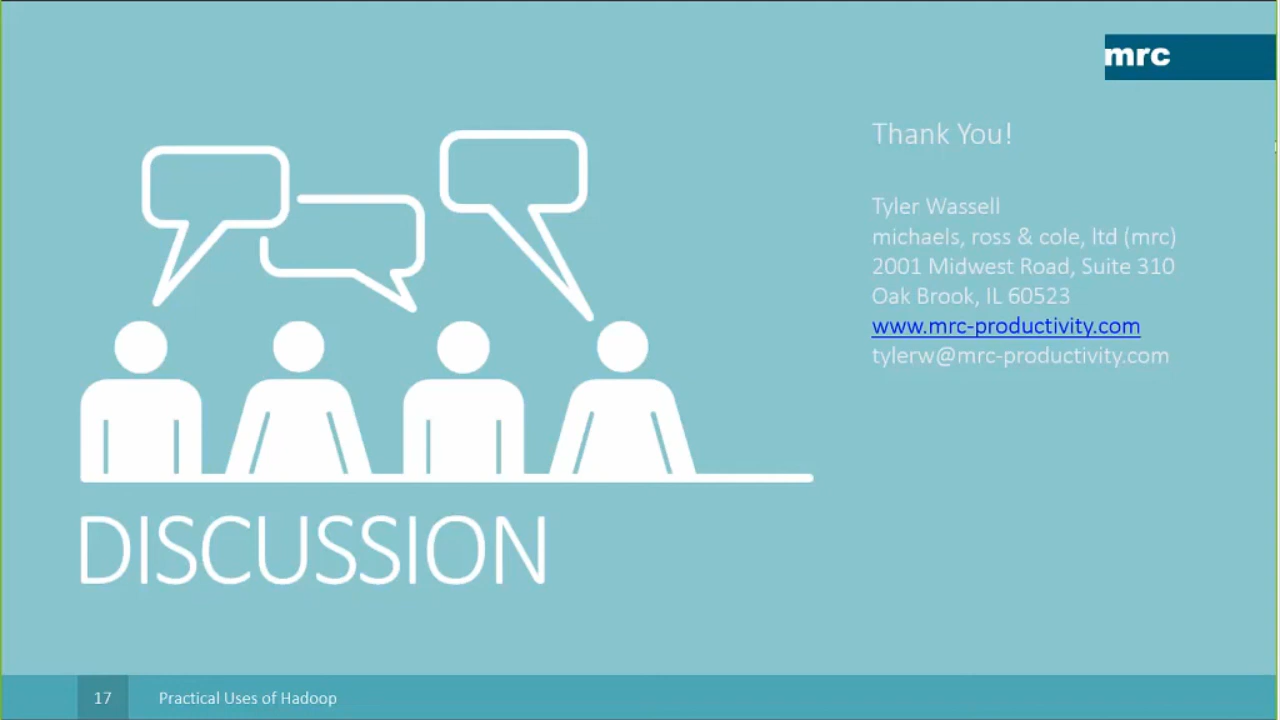 mrc
Thank You!
Tyler Wassell
michaels, ross & cole, ltd (mrc)
2001 Midwest Road, Suite 310
Oak Brook, IL 60523
www.mrc-productivity.com
tylerw@mrc-productivity.com
DISCUSSION
17
Practical Uses of Hadoop